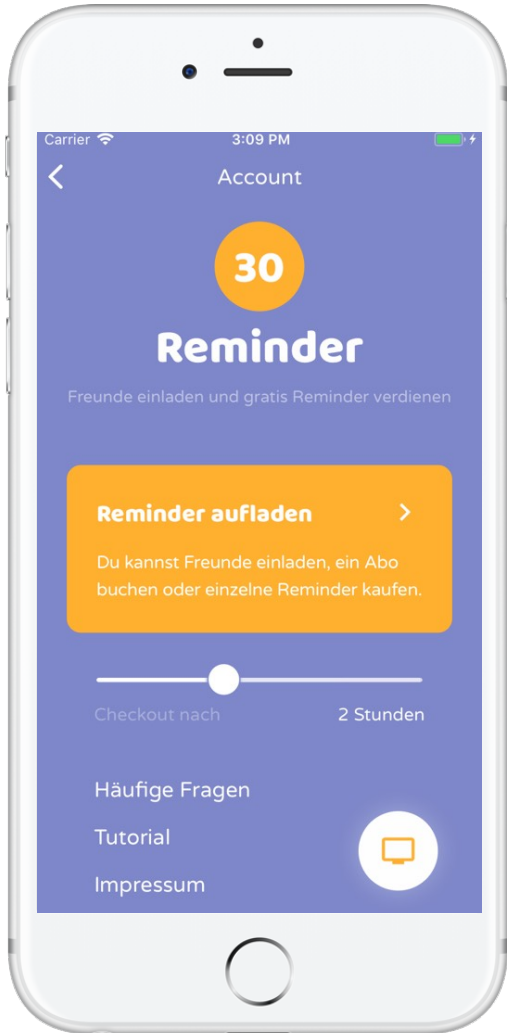 Carrier 3:09 PM
Account
30
Reminder
Freunde einladen und gratis Reminder verdienen
Reminder aufladen
Du kannst Freunde einladen, ein Abo
buchen oder einzelne Reminder kaufen.
Checkout nach 2 Stunden
Häufige Fragen
Tutorial
Impressum